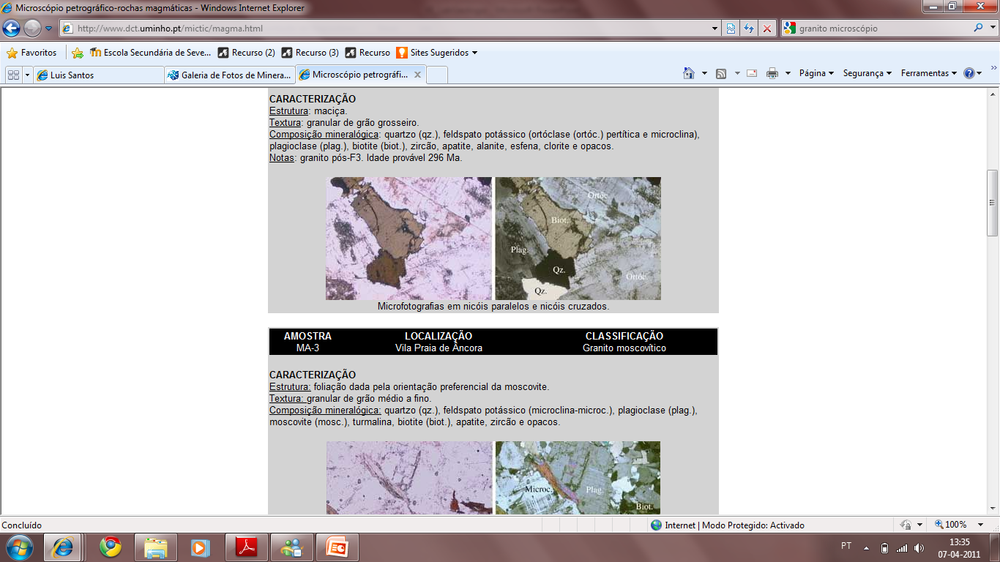 Microscópio petrográfico-rochas magmáticas - Windows Internet Explorer
http://www.dct.uminho.pt/mictic/magma.html
granito microscópio
Favoritos
Escola Secundária de Seve...
Recurso (2)
Recurso (3)
Recurso
Sites Sugeridos
Luis Santos
Galeria de Fotos de Minera...
Microscópio petrográfi...
Página
Segurança
Ferramentas
CARACTERIZAÇÃO
Estrutura: maciça.
Textura: granular de grão grosseiro.
Composição mineralógica: quartzo (qz.), feldspato potássico (ortóclase (ortóc.) pertítica e microclina),
plagioclase (plag.), biotite (biot.), zircão, apatite, alanite, esfena, clorite e opacos.
Notas: granito pós-F3. Idade provável 296 Ma.
Ortóc.
Biot.
Plag.
Qz.
Ortóc.
Qz.
Microfotografias em nicóis paralelos e nicóis cruzados.
AMOSTRA LOCALIZAÇÃO CLASSIFICAÇÃO
MA-3 Vila Praia de Âncora Granito moscovítico
CARACTERIZAÇÃO
Estrutura: foliação dada pela orientação preferencial da moscovite.
Textura: granular de grão médio a fino.
Composição mineralógica: quartzo (qz.), feldspato potássico (microclina-microc.), plagioclase (plag.),
moscovite (mosc.), turmalina, biotite (biot.), apatite, zircão e opacos.
Microc.
Plag.
Biot.
Concluído
Internet | Modo Protegido: Activado
100%
PT
13:35
07-04-2011